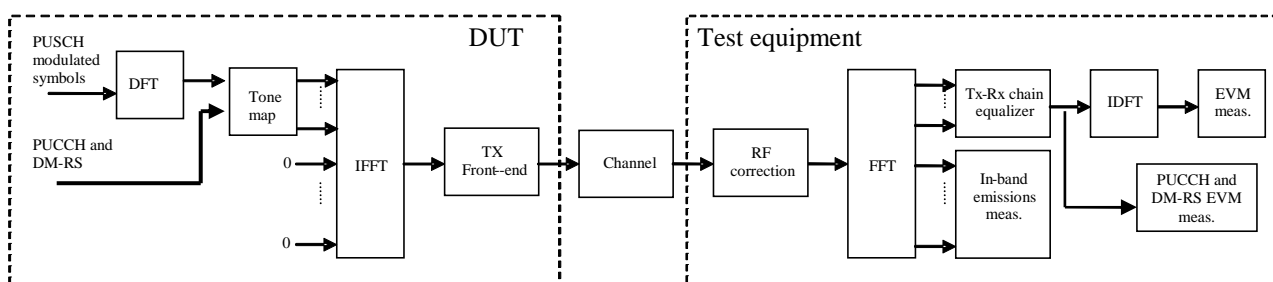 DUT
Test equipment
PUSCH
modulated
symbols
DFT
Tone
map
PUCCH and
DM-RS
0
0
IFFT
TX
Front--end
Channel
RF
correction
FFT
Tx-Rx chain
equalizer
IDFT
EVM
meas.
In-band
emissions
meas.
PUCCH and
DM-RS EVM
meas.